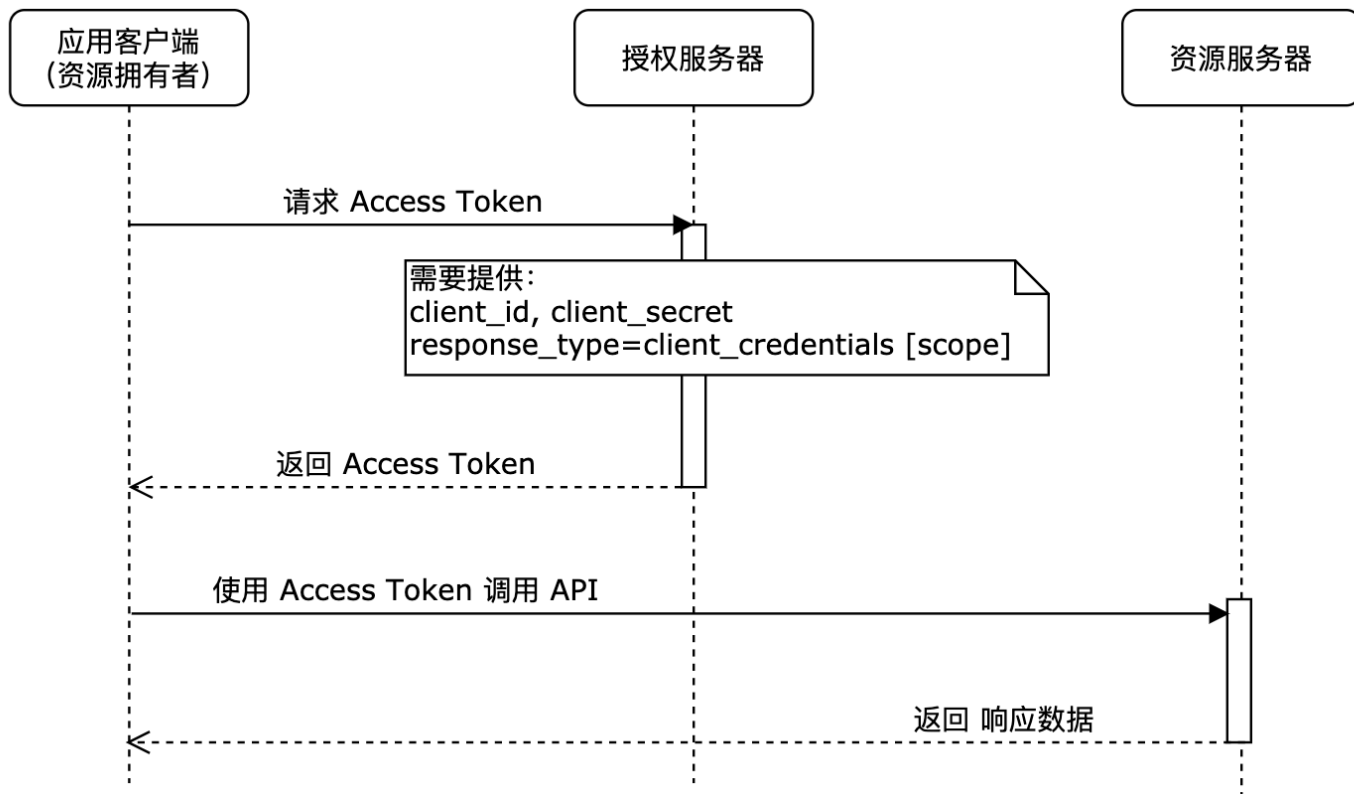 应用客户端
（资源拥有者）
授权服务器
资源服务器
请求 Access Token
需要提供：
client_id, client_secret
response_type=client_credentials [scope]
返回 Access Token
使用 Access Token 调用 API
返回 响应数据